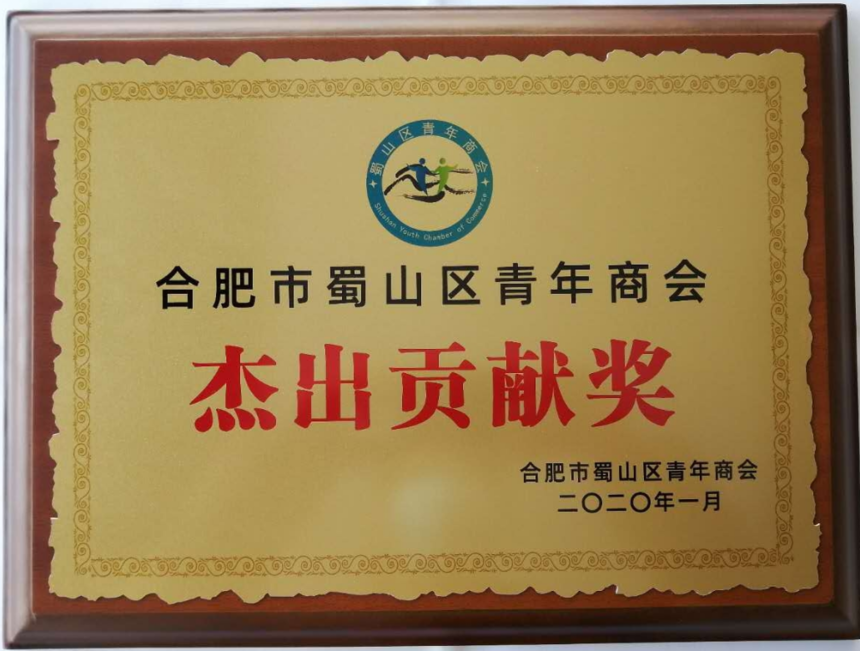 蜀山区青年商会
Shushan Youth Chamber of Commerce
合肥市蜀山区青年商会
杰出贡献奖
合肥市蜀山区青年商会
二〇二〇年一月